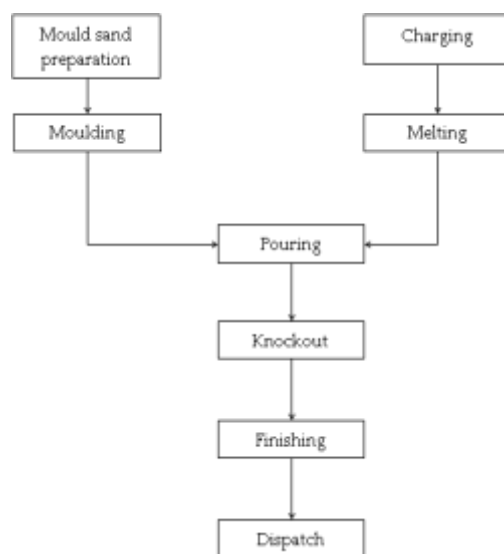 Mould sand
preparation
Charging
Moulding
Melting
Pouring
Knockout
Finishing
Dispatch